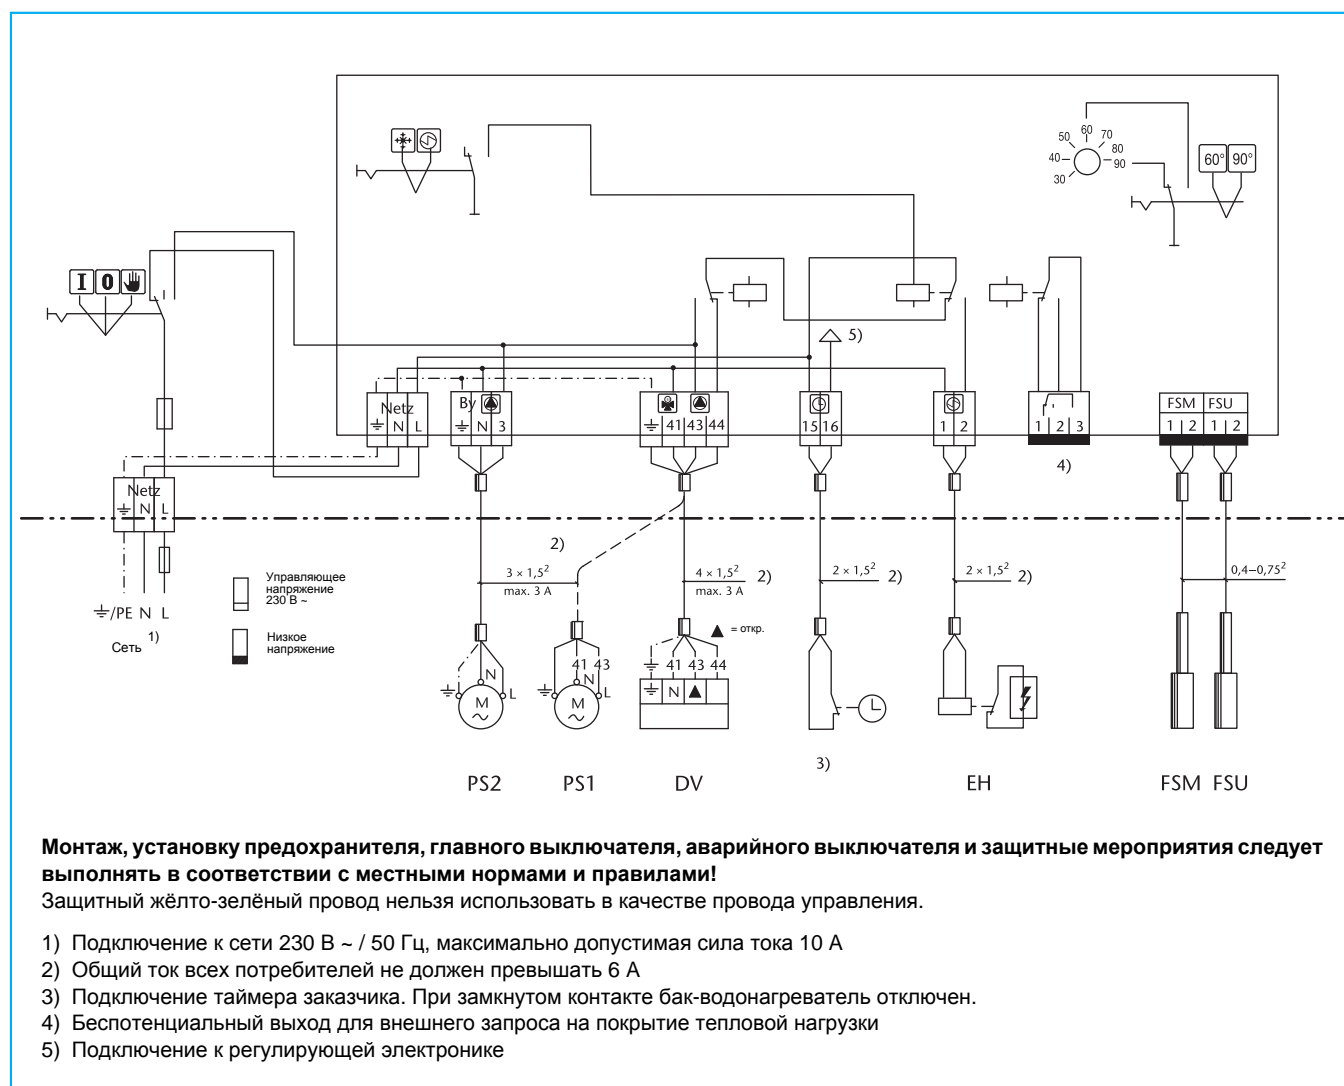 60
50
70
40
80
30
90
60° 90°
I 0
5)
Netz
By
FSM FSU
N L
N 3
41 43 44
15 16
1 2
1 2 3
1 2 1 2
4)
Netz
N L
2)
3 × 1,5²
max. 3 A
4 × 1,5²
max. 3 A
2)
2 × 1,5²
2)
2 × 1,5²
2)
0,4–0,75²
Управляющее
напряжение
230 В ~
/PE N L
1)
Сеть
Низкое
напряжение
= откр.
41 43
N
L
M
N
L
M
41 43 44
N
3)
PS2 PS1 DV EH FSM FSU
Монтаж, установку предохранителя, главного выключателя, аварийного выключателя и защитные мероприятия следует
выполнять в соответствии с местными нормами и правилами!
Защитный жёлто-зелёный провод нельзя использовать в качестве провода управления.
1) Подключение к сети 230 В ~ / 50 Гц, максимально допустимая сила тока 10 А
2) Общий ток всех потребителей не должен превышать 6 А
3) Подключение таймера заказчика. При замкнутом контакте бак-водонагреватель отключен.
4) Беспотенциальный выход для внешнего запроса на покрытие тепловой нагрузки
5) Подключение к регулирующей электронике